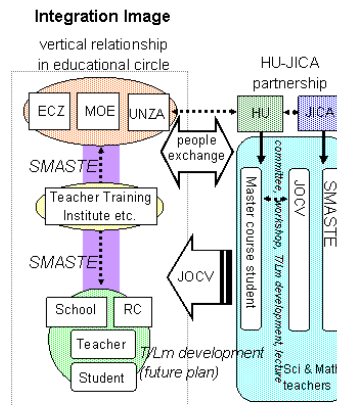 Integration Image
vertical relationship
in educational circle
HU-JICA
partnership
ECZ
MOE
UNZA
HU
JICA
people
exchange
SMASTE
Teacher Training
Institute etc.
SMASTE
JOCV
School
RC
Teacher
Student
T/Lm development
(future plan)
Master course student
committee, workshop, T/Lm development, lecture
JOCV
SMASTE
Sci & Math
teachers